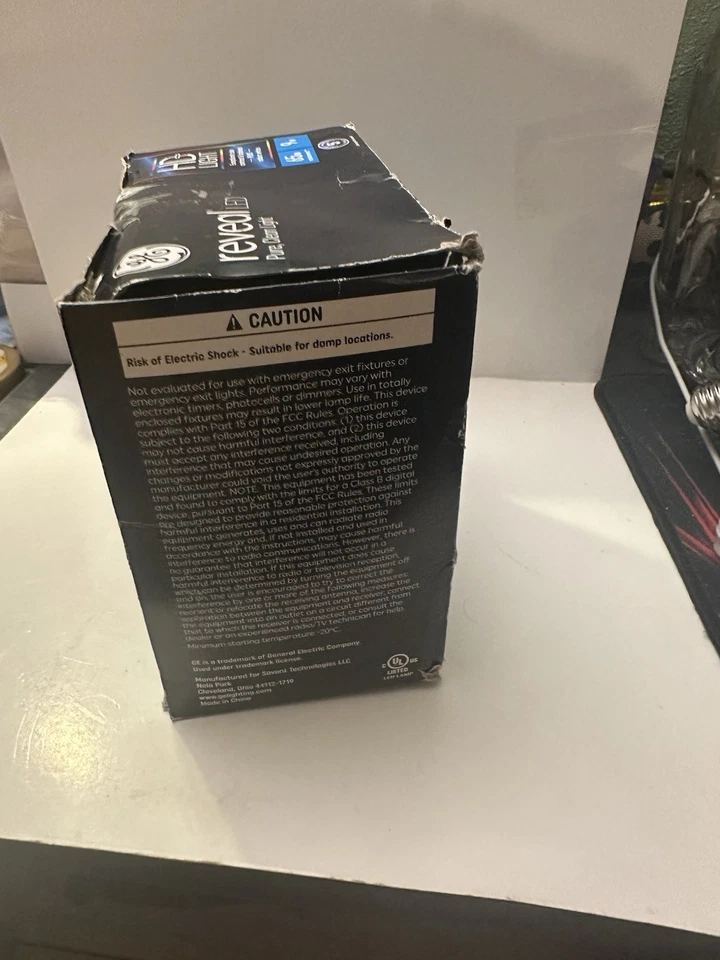 HD
LIGHT
GE
reveal LED
Pure, Clean Light
CAUTION
Risk of Electric Shock - Suitable for damp locations.
Not evaluated for use with emergency exit fixtures or
emergency exit lights. Performance may vary with
electronic timers, photocells or dimmers. Use in totally
enclosed fixtures may result in lower lamp life. This device
complies with Part 15 of the FCC Rules. Operation is
subject to the following two conditions: (1) this device
may not cause harmful interference, and (2) this device
must accept any interference received, including
interference that may cause undesired operation. Any
changes or modifications not expressly approved by the
manufacturer could void the user's authority to operate
the equipment. NOTE: This equipment has been tested
and found to comply with the limits for a Class B digital
device, pursuant to Part 15 of the FCC Rules. These limits
are designed to provide reasonable protection against
harmful interference in a residential installation. This
equipment generates, uses and can radiate radio
frequency energy and, if not installed and used in
accordance with the instructions, may cause harmful
interference to radio communications. However, there is
no guarantee that interference will not occur in a
particular installation. If this equipment does cause
harmful interference to radio or television reception,
which can be determined by turning the equipment off
and on, the user is encouraged to try to correct the
interference by one or more of the following measures:
reorient or relocate the receiving antenna, increase the
separation between the equipment and receiver, connect
the equipment into an outlet on a circuit different from
that to which the receiver is connected, or consult the
dealer or an experienced radio/TV technician for help.
Minimum starting temperature -20°C.
GE is a trademark of General Electric Company.
Used under trademark license.
Manufactured for Savant Technologies LLC
Nela Park
Cleveland, Ohio 44112-1719
www.gelighting.com
Made in China
C UL US
LISTED
LED LAMP